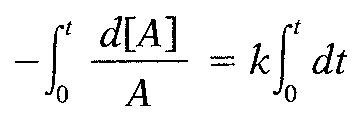 -∫₀ᵗ d[A]/A = k∫₀ᵗ dt